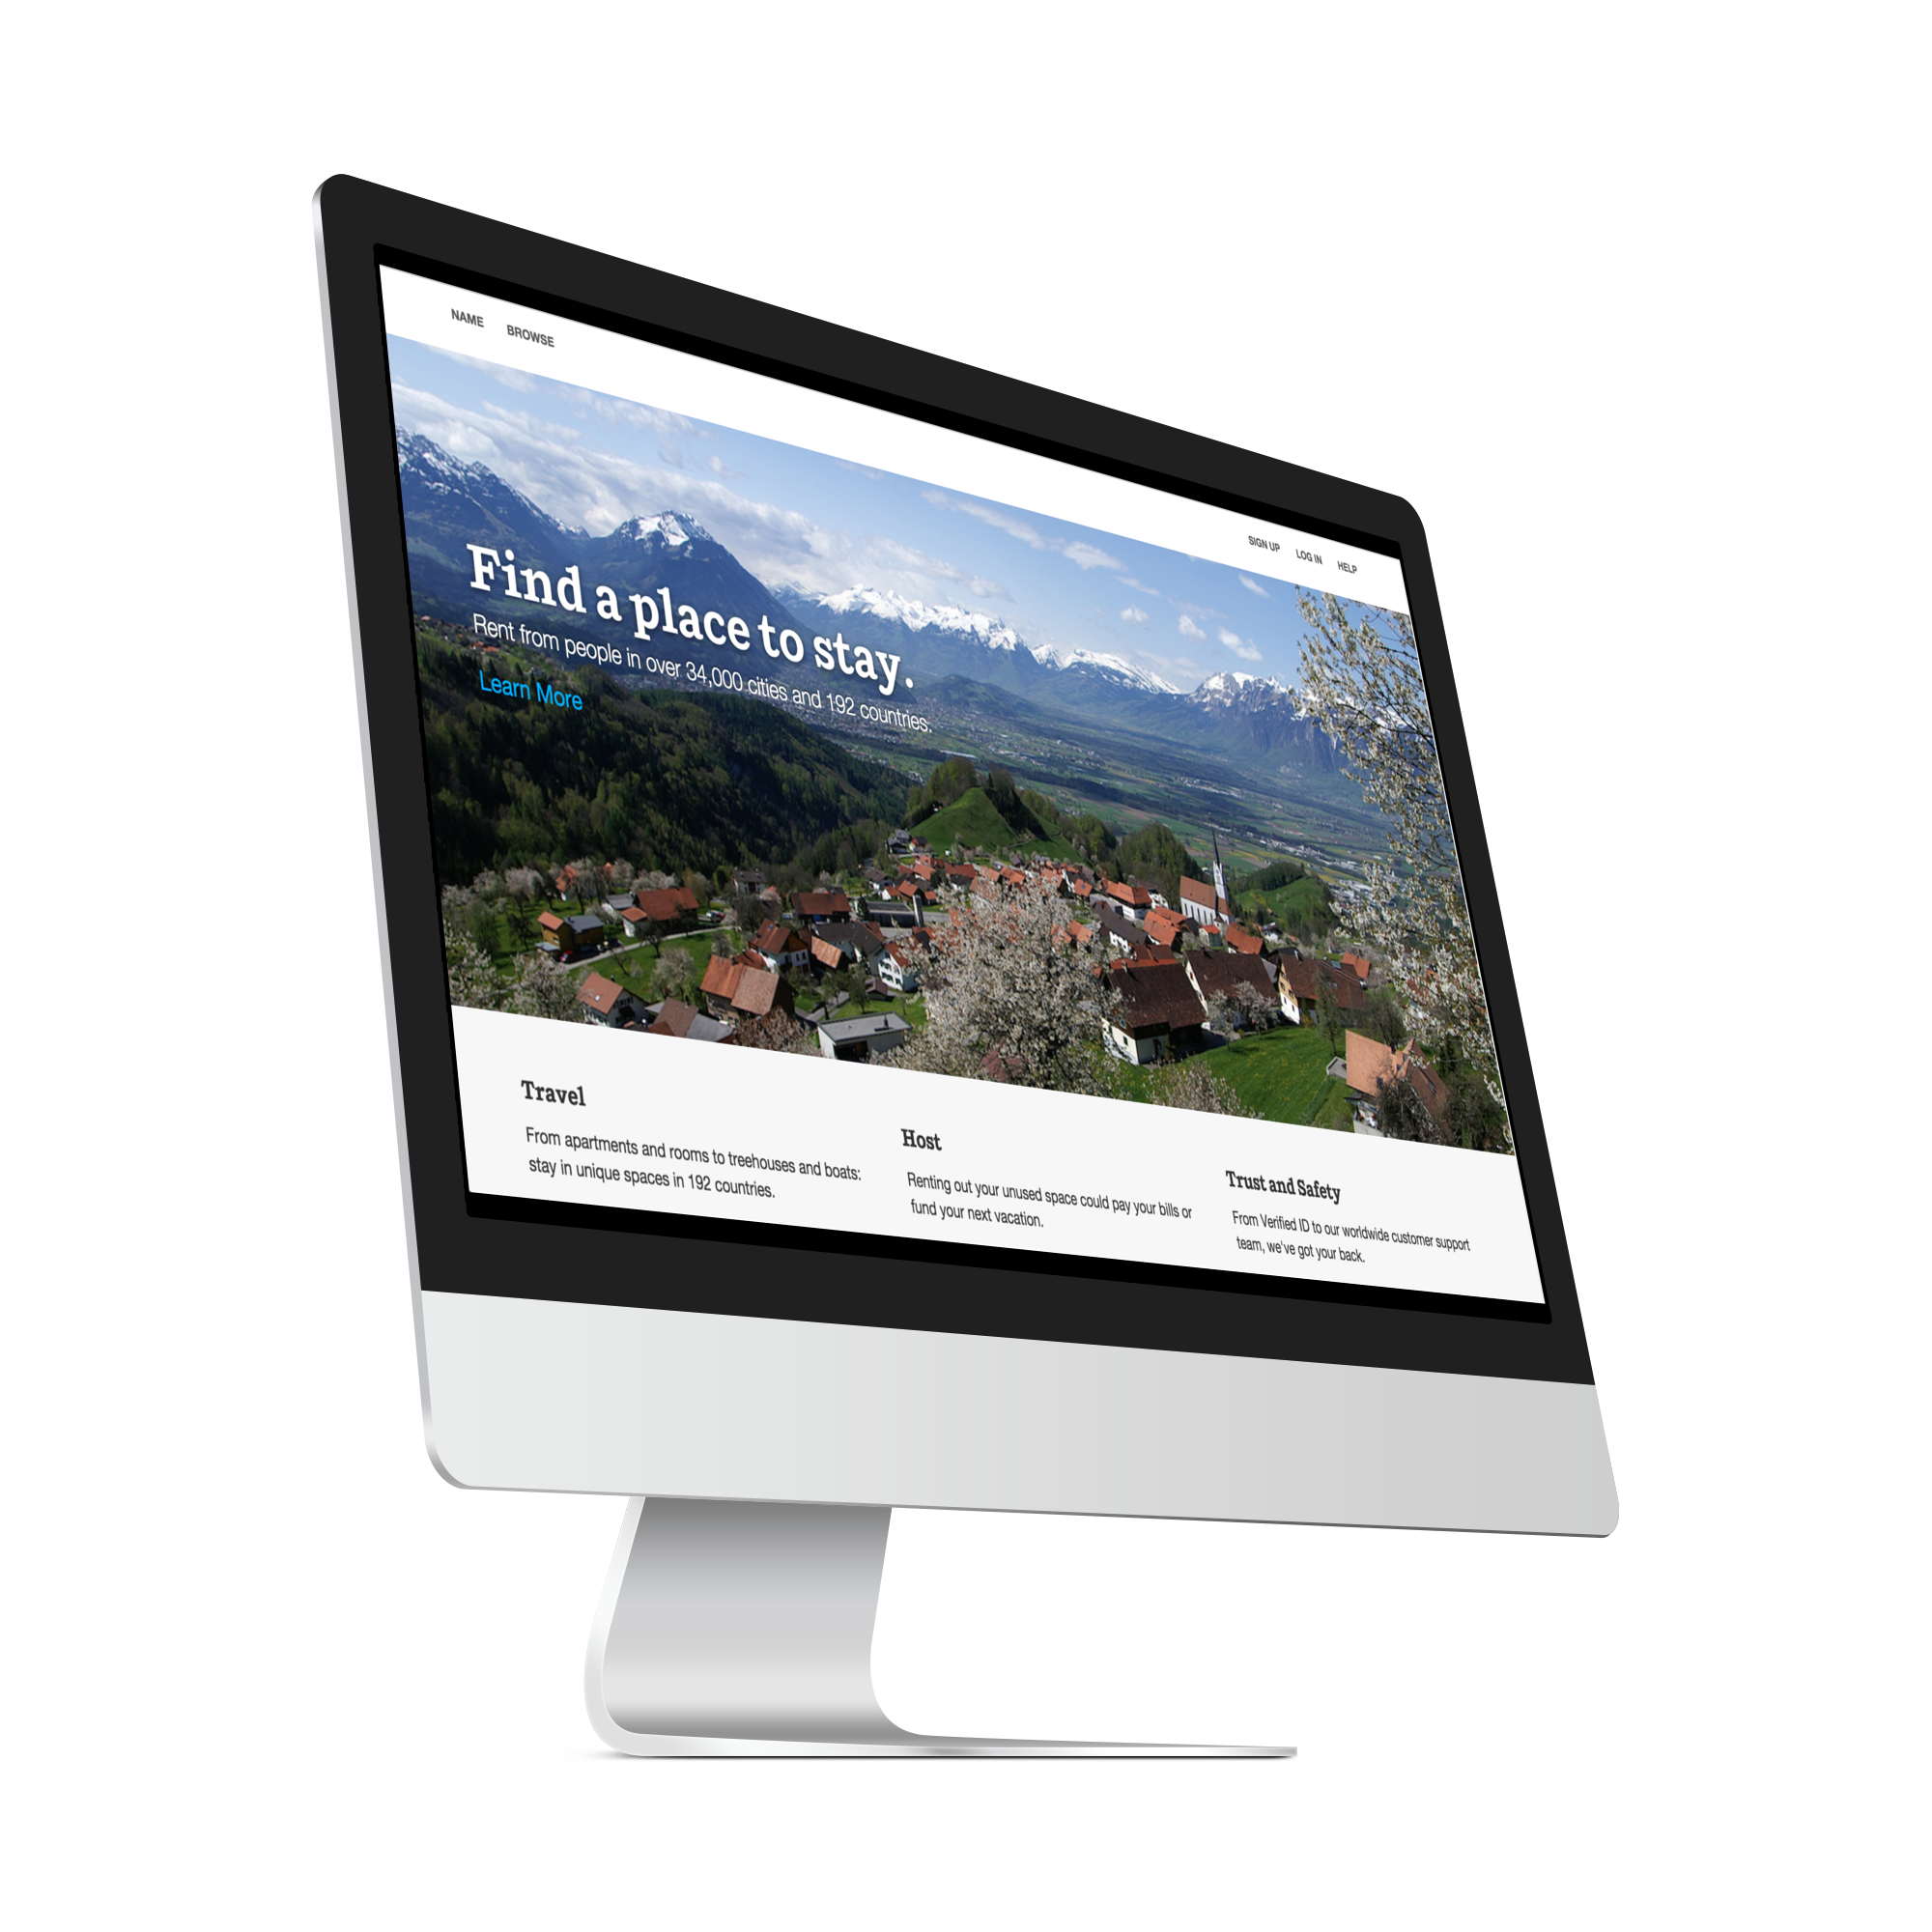 NAME BROWSE SIGN UP LOG IN HELP
Find a place to stay.
Rent from people in over 34,000 cities and 192 countries.
Learn More
Travel
From apartments and rooms to treehouses and boats:
stay in unique spaces in 192 countries.
Host
Renting out your unused space could pay your bills or
fund your next vacation.
Trust and Safety
From Verified ID to our worldwide customer support
team, we've got your back.